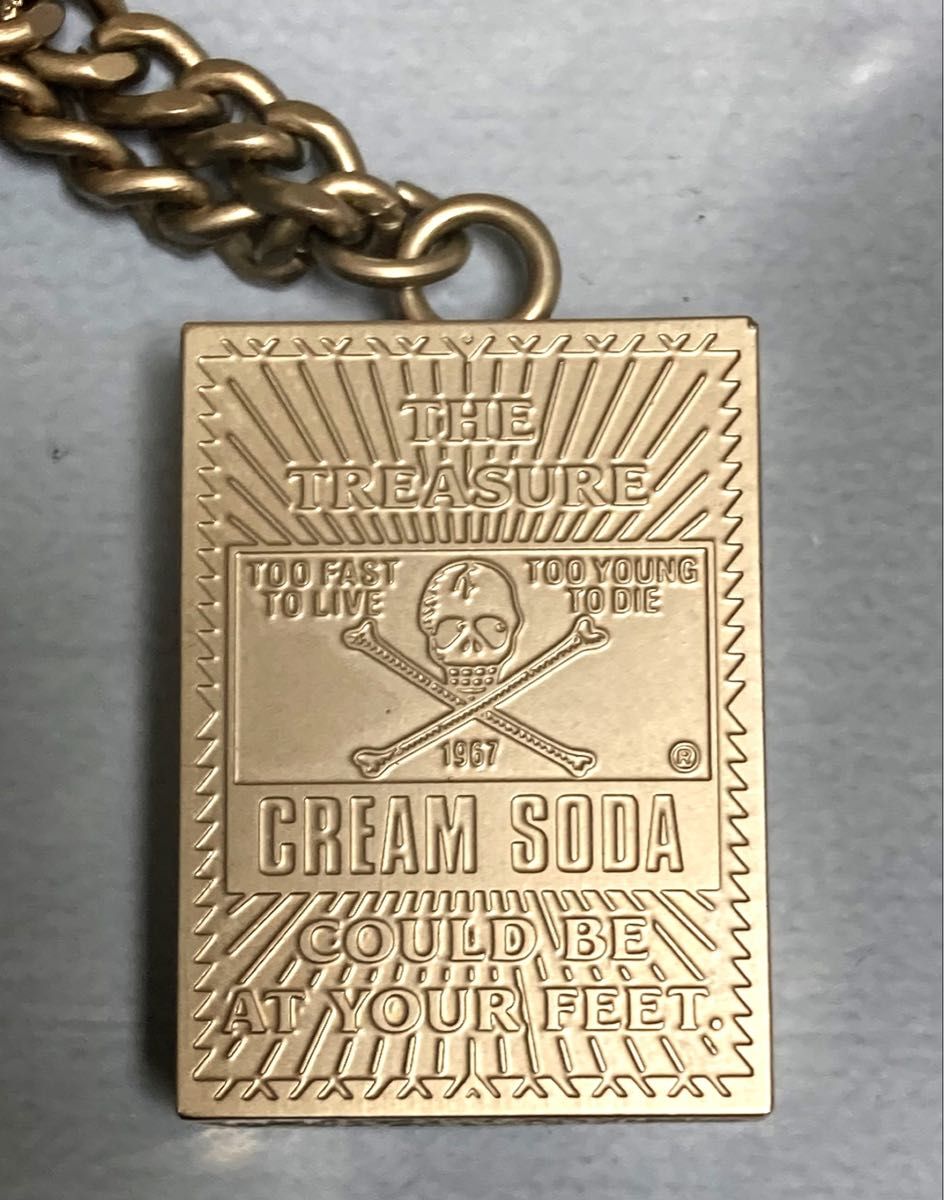 THE
TREASURE
TOO FAST
TO LIVE
TOO YOUNG
TO DIE
1967
®
CREAM SODA
COULD BE
AT YOUR FEET.